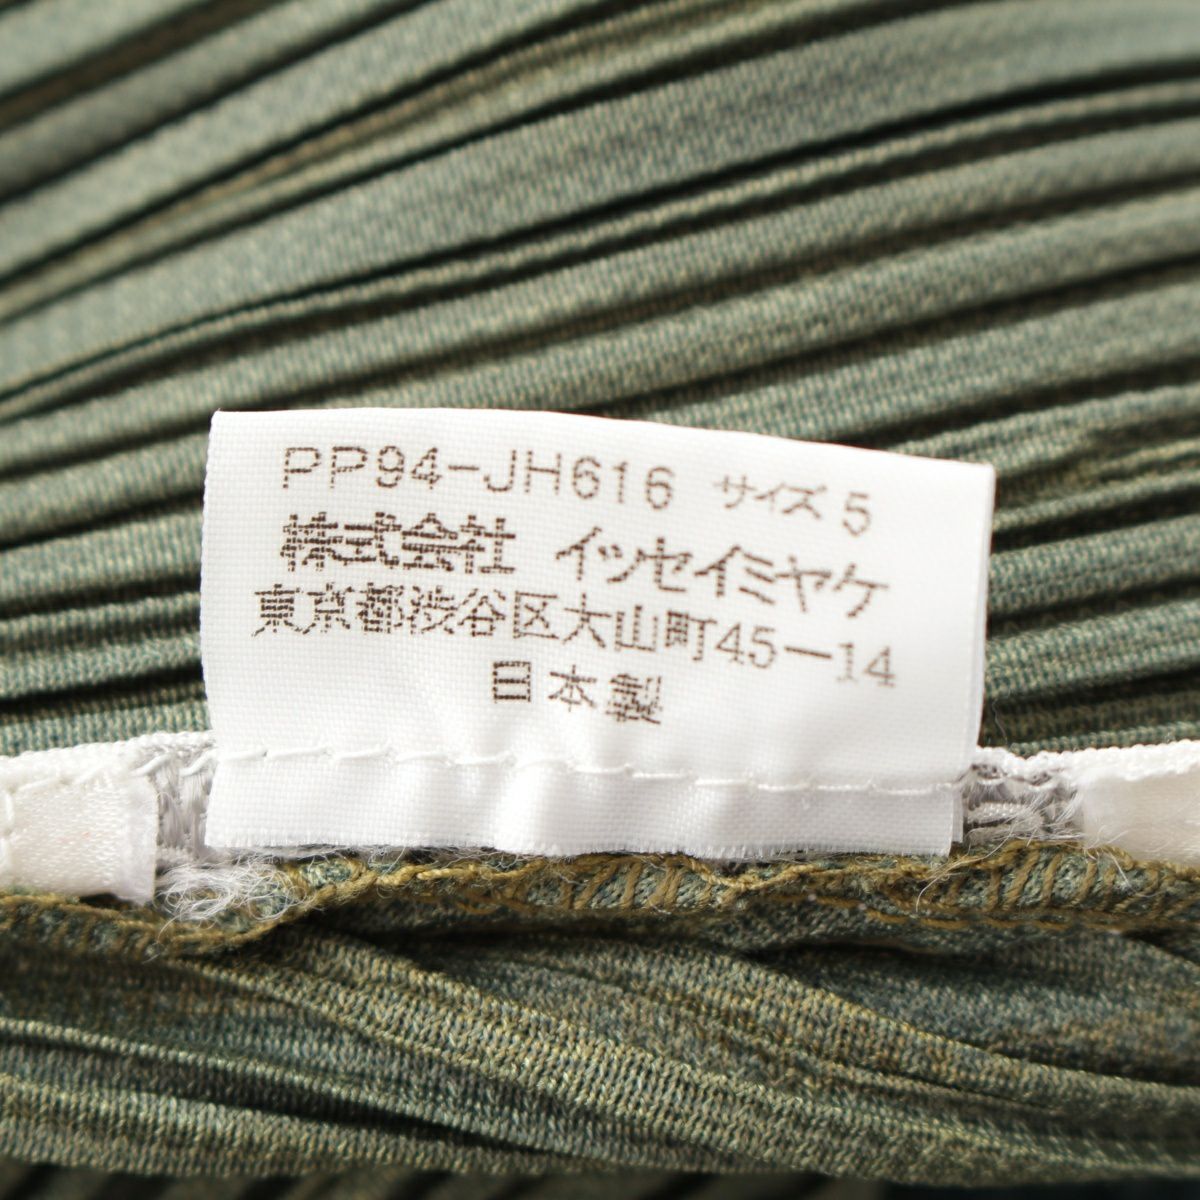 PP94-JH616 サイズ 5
株式会社 イッセイミヤケ
東京都渋谷区大山町45-14
日本製